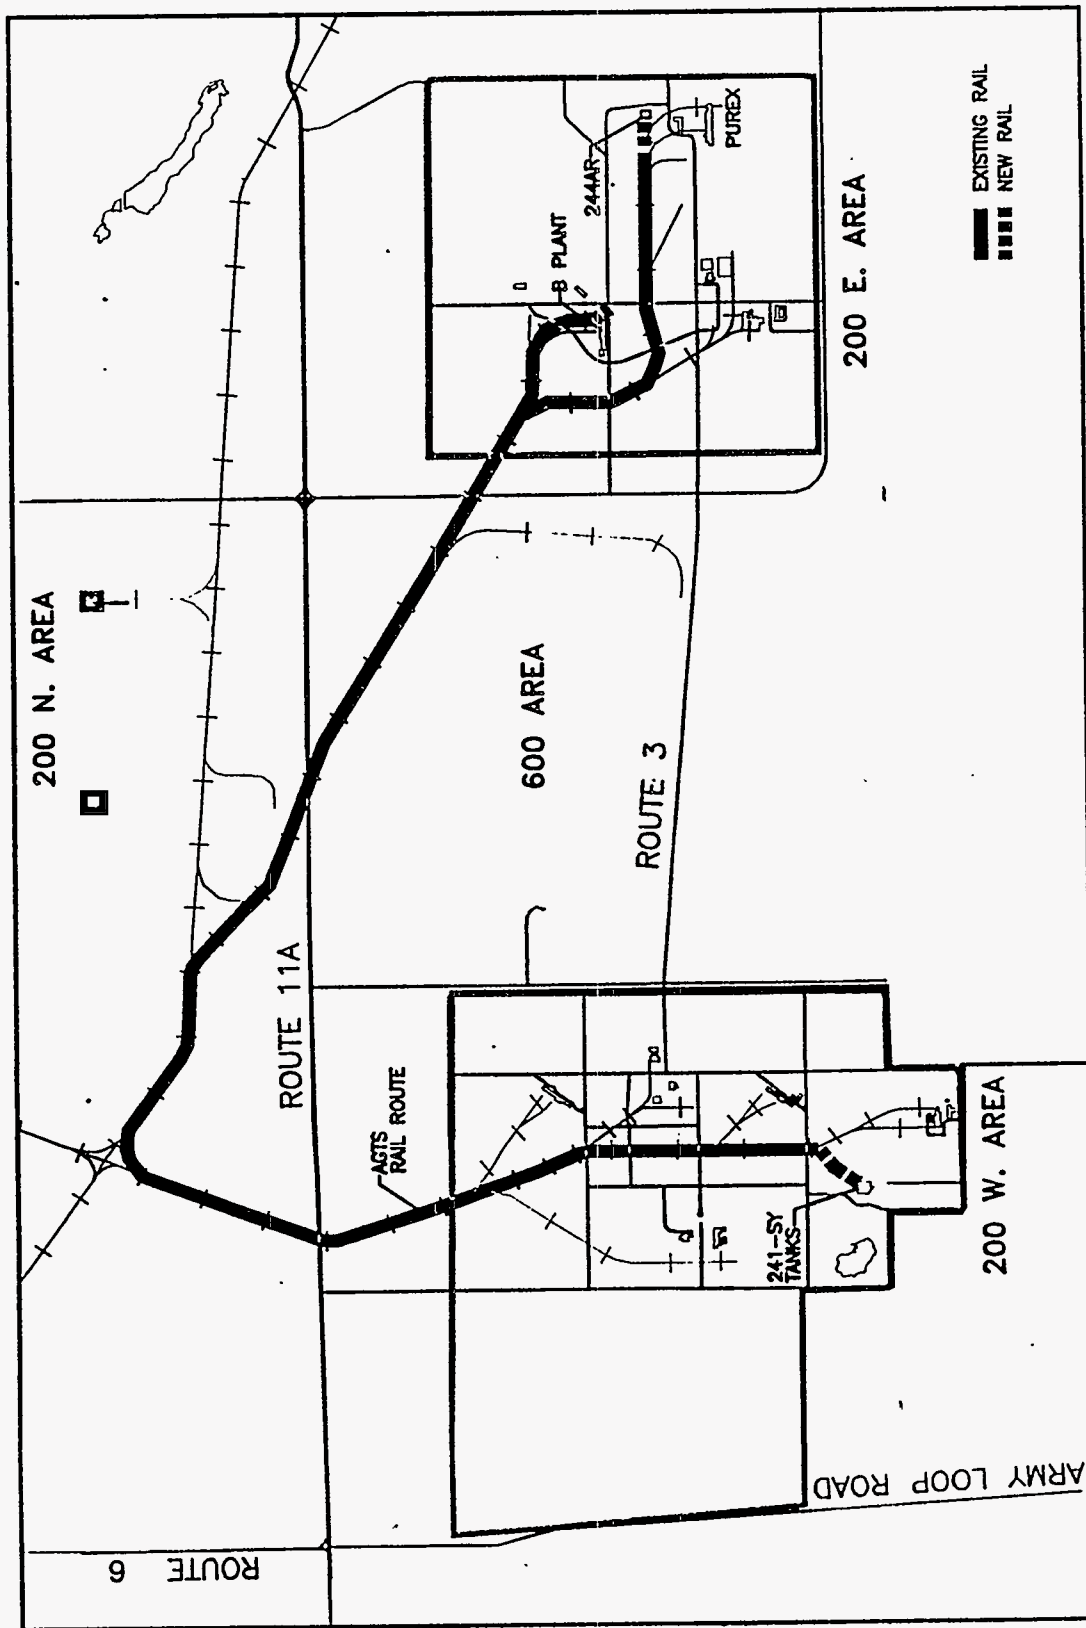 200 N. AREA
ROUTE 6
ROUTE 11A
AGTS
RAIL ROUTE
600 AREA
ROUTE 3
B PLANT
244AR
PUREX
241-SY
TANKS
ARMY LOOP ROAD
200 W. AREA
200 E. AREA
EXISTING RAIL
NEW RAIL